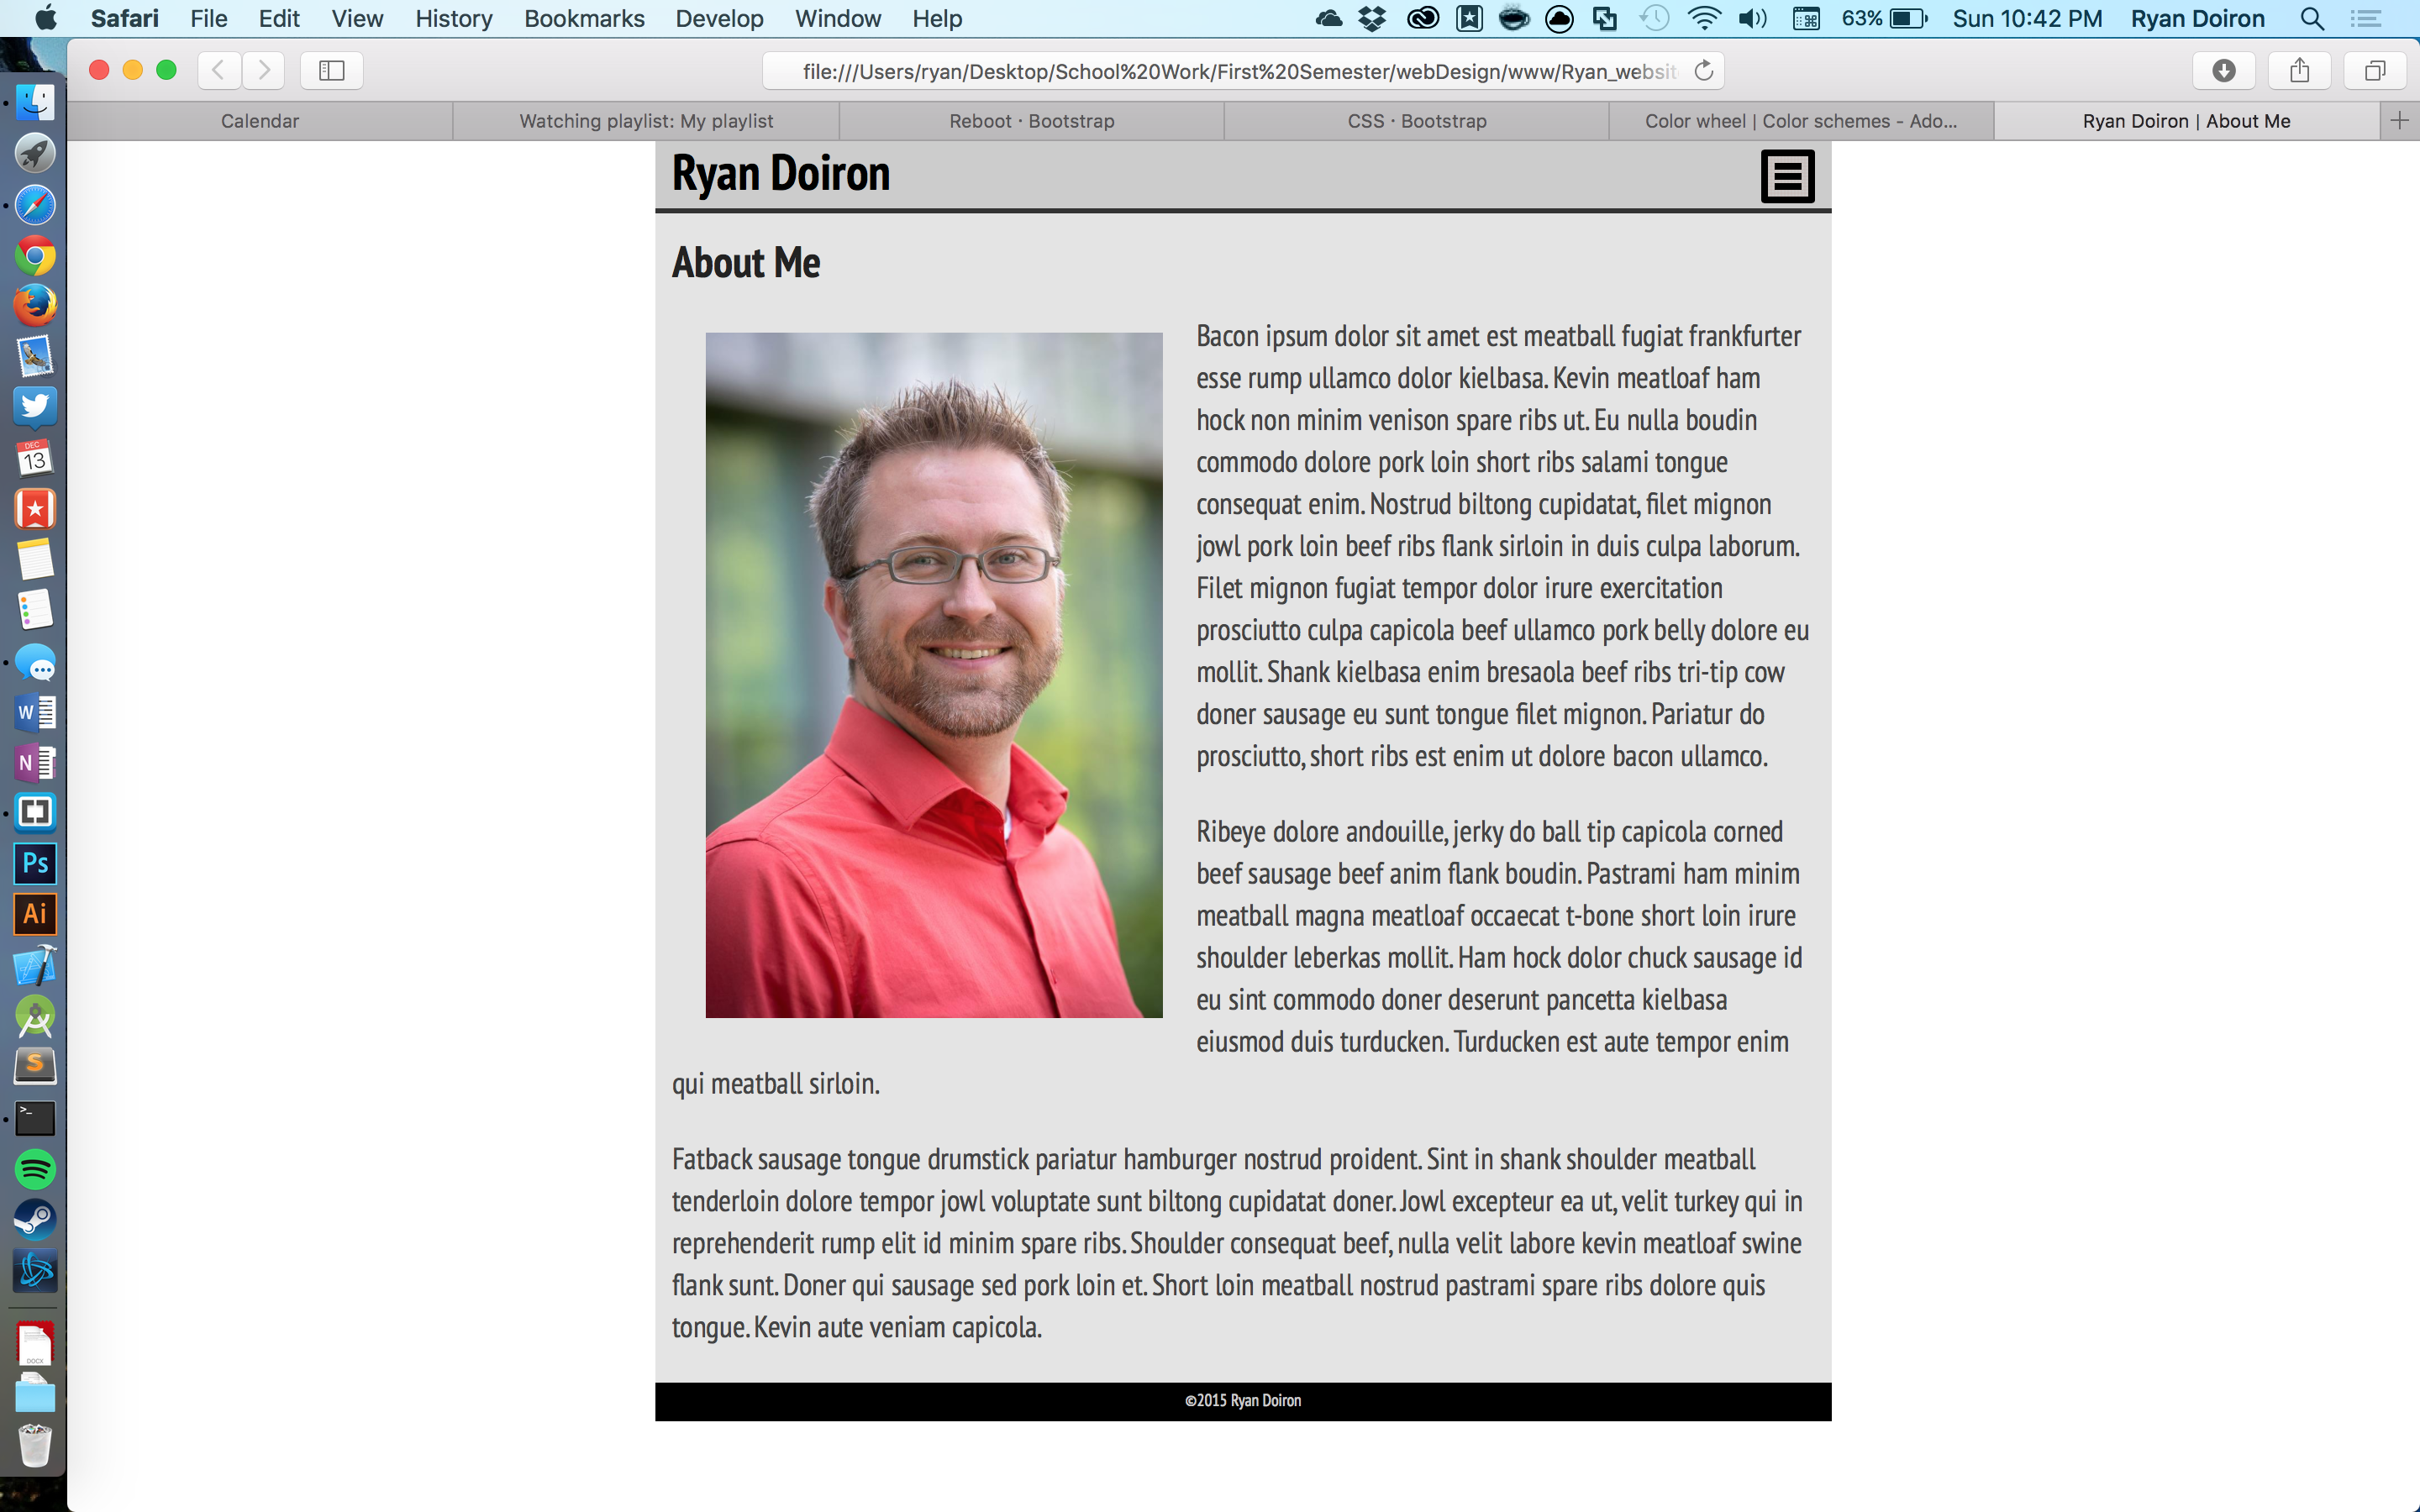 Safari File Edit View History Bookmarks Develop Window Help 63% Sun 10:42 PM Ryan Doiron
file:///Users/ryan/Desktop/School%20Work/First%20Semester/webDesign/www/Ryan_websit
Calendar Watching playlist: My playlist Reboot · Bootstrap CSS · Bootstrap Color wheel | Color schemes - Ado... Ryan Doiron | About Me
Ryan Doiron
About Me
Bacon ipsum dolor sit amet est meatball fugiat frankfurter
esse rump ullamco dolor kielbasa. Kevin meatloaf ham
hock non minim venison spare ribs ut. Eu nulla boudin
commodo dolore pork loin short ribs salami tongue
consequat enim. Nostrud biltong cupidatat, filet mignon
jowl pork loin beef ribs flank sirloin in duis culpa laborum.
Filet mignon fugiat tempor dolor irure exercitation
prosciutto culpa capicola beef ullamco pork belly dolore eu
mollit. Shank kielbasa enim bresaola beef ribs tri-tip cow
doner sausage eu sunt tongue filet mignon. Pariatur do
prosciutto, short ribs est enim ut dolore bacon ullamco.
Ribeye dolore andouille, jerky do ball tip capicola corned
beef sausage beef anim flank boudin. Pastrami ham minim
meatball magna meatloaf occaecat t-bone short loin irure
shoulder leberkas mollit. Ham hock dolor chuck sausage id
eu sint commodo doner deserunt pancetta kielbasa
eiusmod duis turducken. Turducken est aute tempor enim
qui meatball sirloin.
Fatback sausage tongue drumstick pariatur hamburger nostrud proident. Sint in shank shoulder meatball
tenderloin dolore tempor jowl voluptate sunt biltong cupidatat doner. Jowl excepteur ea ut, velit turkey qui in
reprehenderit rump elit id minim spare ribs. Shoulder consequat beef, nulla velit labore kevin meatloaf swine
flank sunt. Doner qui sausage sed pork loin et. Short loin meatball nostrud pastrami spare ribs dolore quis
tongue. Kevin aute veniam capicola.
©2015 Ryan Doiron
DEC
13
W
N
Ps
Ai
S
>_
DOCX